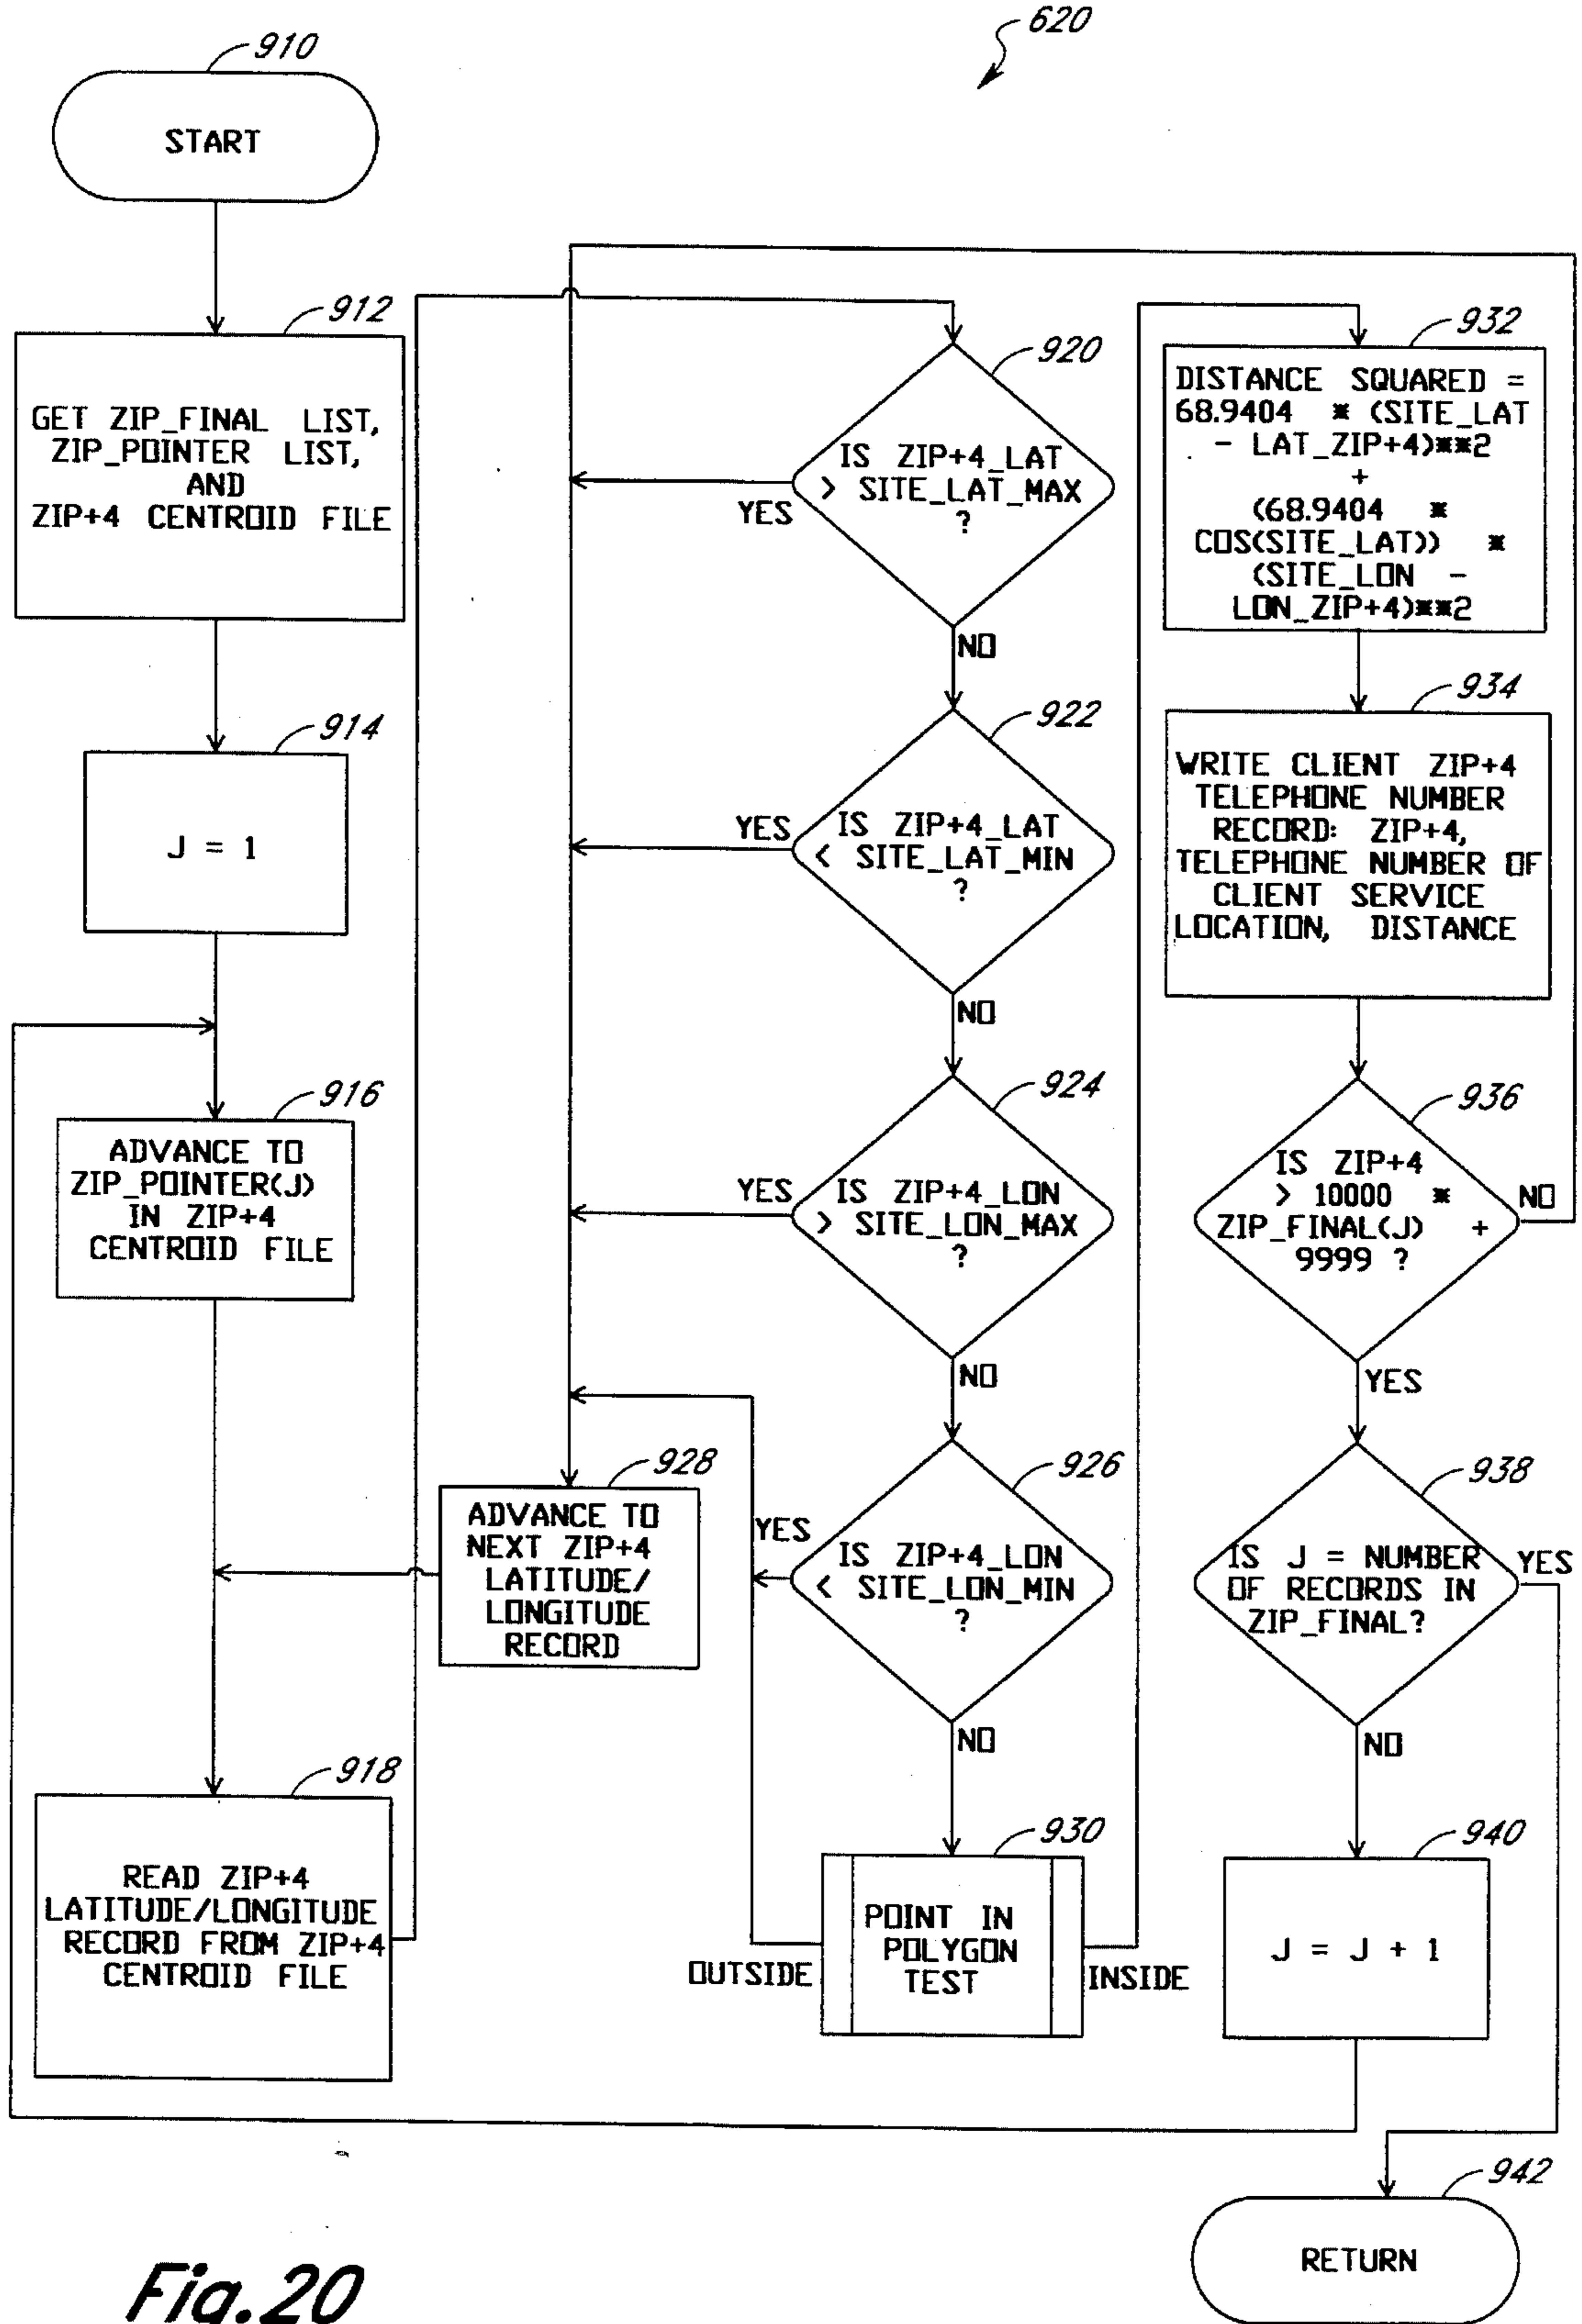 620
910
START
912
GET ZIP_FINAL LIST,
ZIP_POINTER LIST,
AND
ZIP+4 CENTROID FILE
914
J = 1
916
ADVANCE TO
ZIP_POINTER(J)
IN ZIP+4
CENTROID FILE
918
READ ZIP+4
LATITUDE/LONGITUDE
RECORD FROM ZIP+4
CENTROID FILE
920
IS ZIP+4_LAT
> SITE_LAT_MAX
?
YES
NO
922
IS ZIP+4_LAT
< SITE_LAT_MIN
?
YES
NO
924
IS ZIP+4_LON
> SITE_LON_MAX
?
YES
NO
926
IS ZIP+4_LON
< SITE_LON_MIN
?
YES
NO
928
ADVANCE TO
NEXT ZIP+4
LATITUDE/
LONGITUDE
RECORD
930
POINT IN
POLYGON
TEST
OUTSIDE
INSIDE
932
DISTANCE SQUARED =
68.9404 * (SITE_LAT
- LAT_ZIP+4)**2
+
(68.9404 *
COS(SITE_LAT)) *
(SITE_LON -
LON_ZIP+4)**2
934
WRITE CLIENT ZIP+4
TELEPHONE NUMBER
RECORD: ZIP+4,
TELEPHONE NUMBER OF
CLIENT SERVICE
LOCATION, DISTANCE
936
IS ZIP+4
> 10000 *
ZIP_FINAL(J) +
9999 ?
NO
YES
938
IS J = NUMBER
OF RECORDS IN
ZIP_FINAL?
YES
NO
940
J = J + 1
942
RETURN
Fig.20